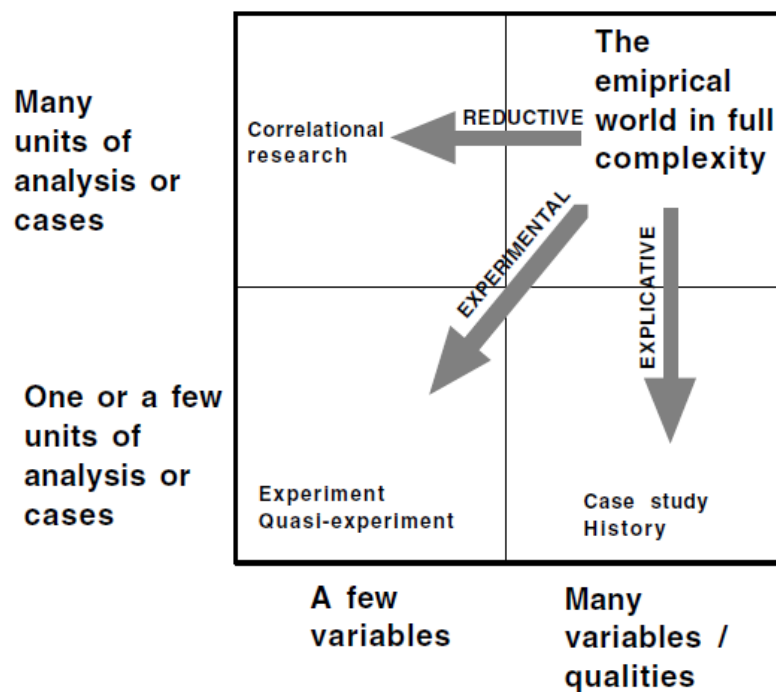 Many
units of
analysis or
cases
Correlational
research
REDUCTIVE
The
emiprical
world in full
complexity
EXPERIMENTAL
EXPLICATIVE
One or a few
units of
analysis or
cases
Experiment
Quasi-experiment
Case study
History
A few
variables
Many
variables /
qualities